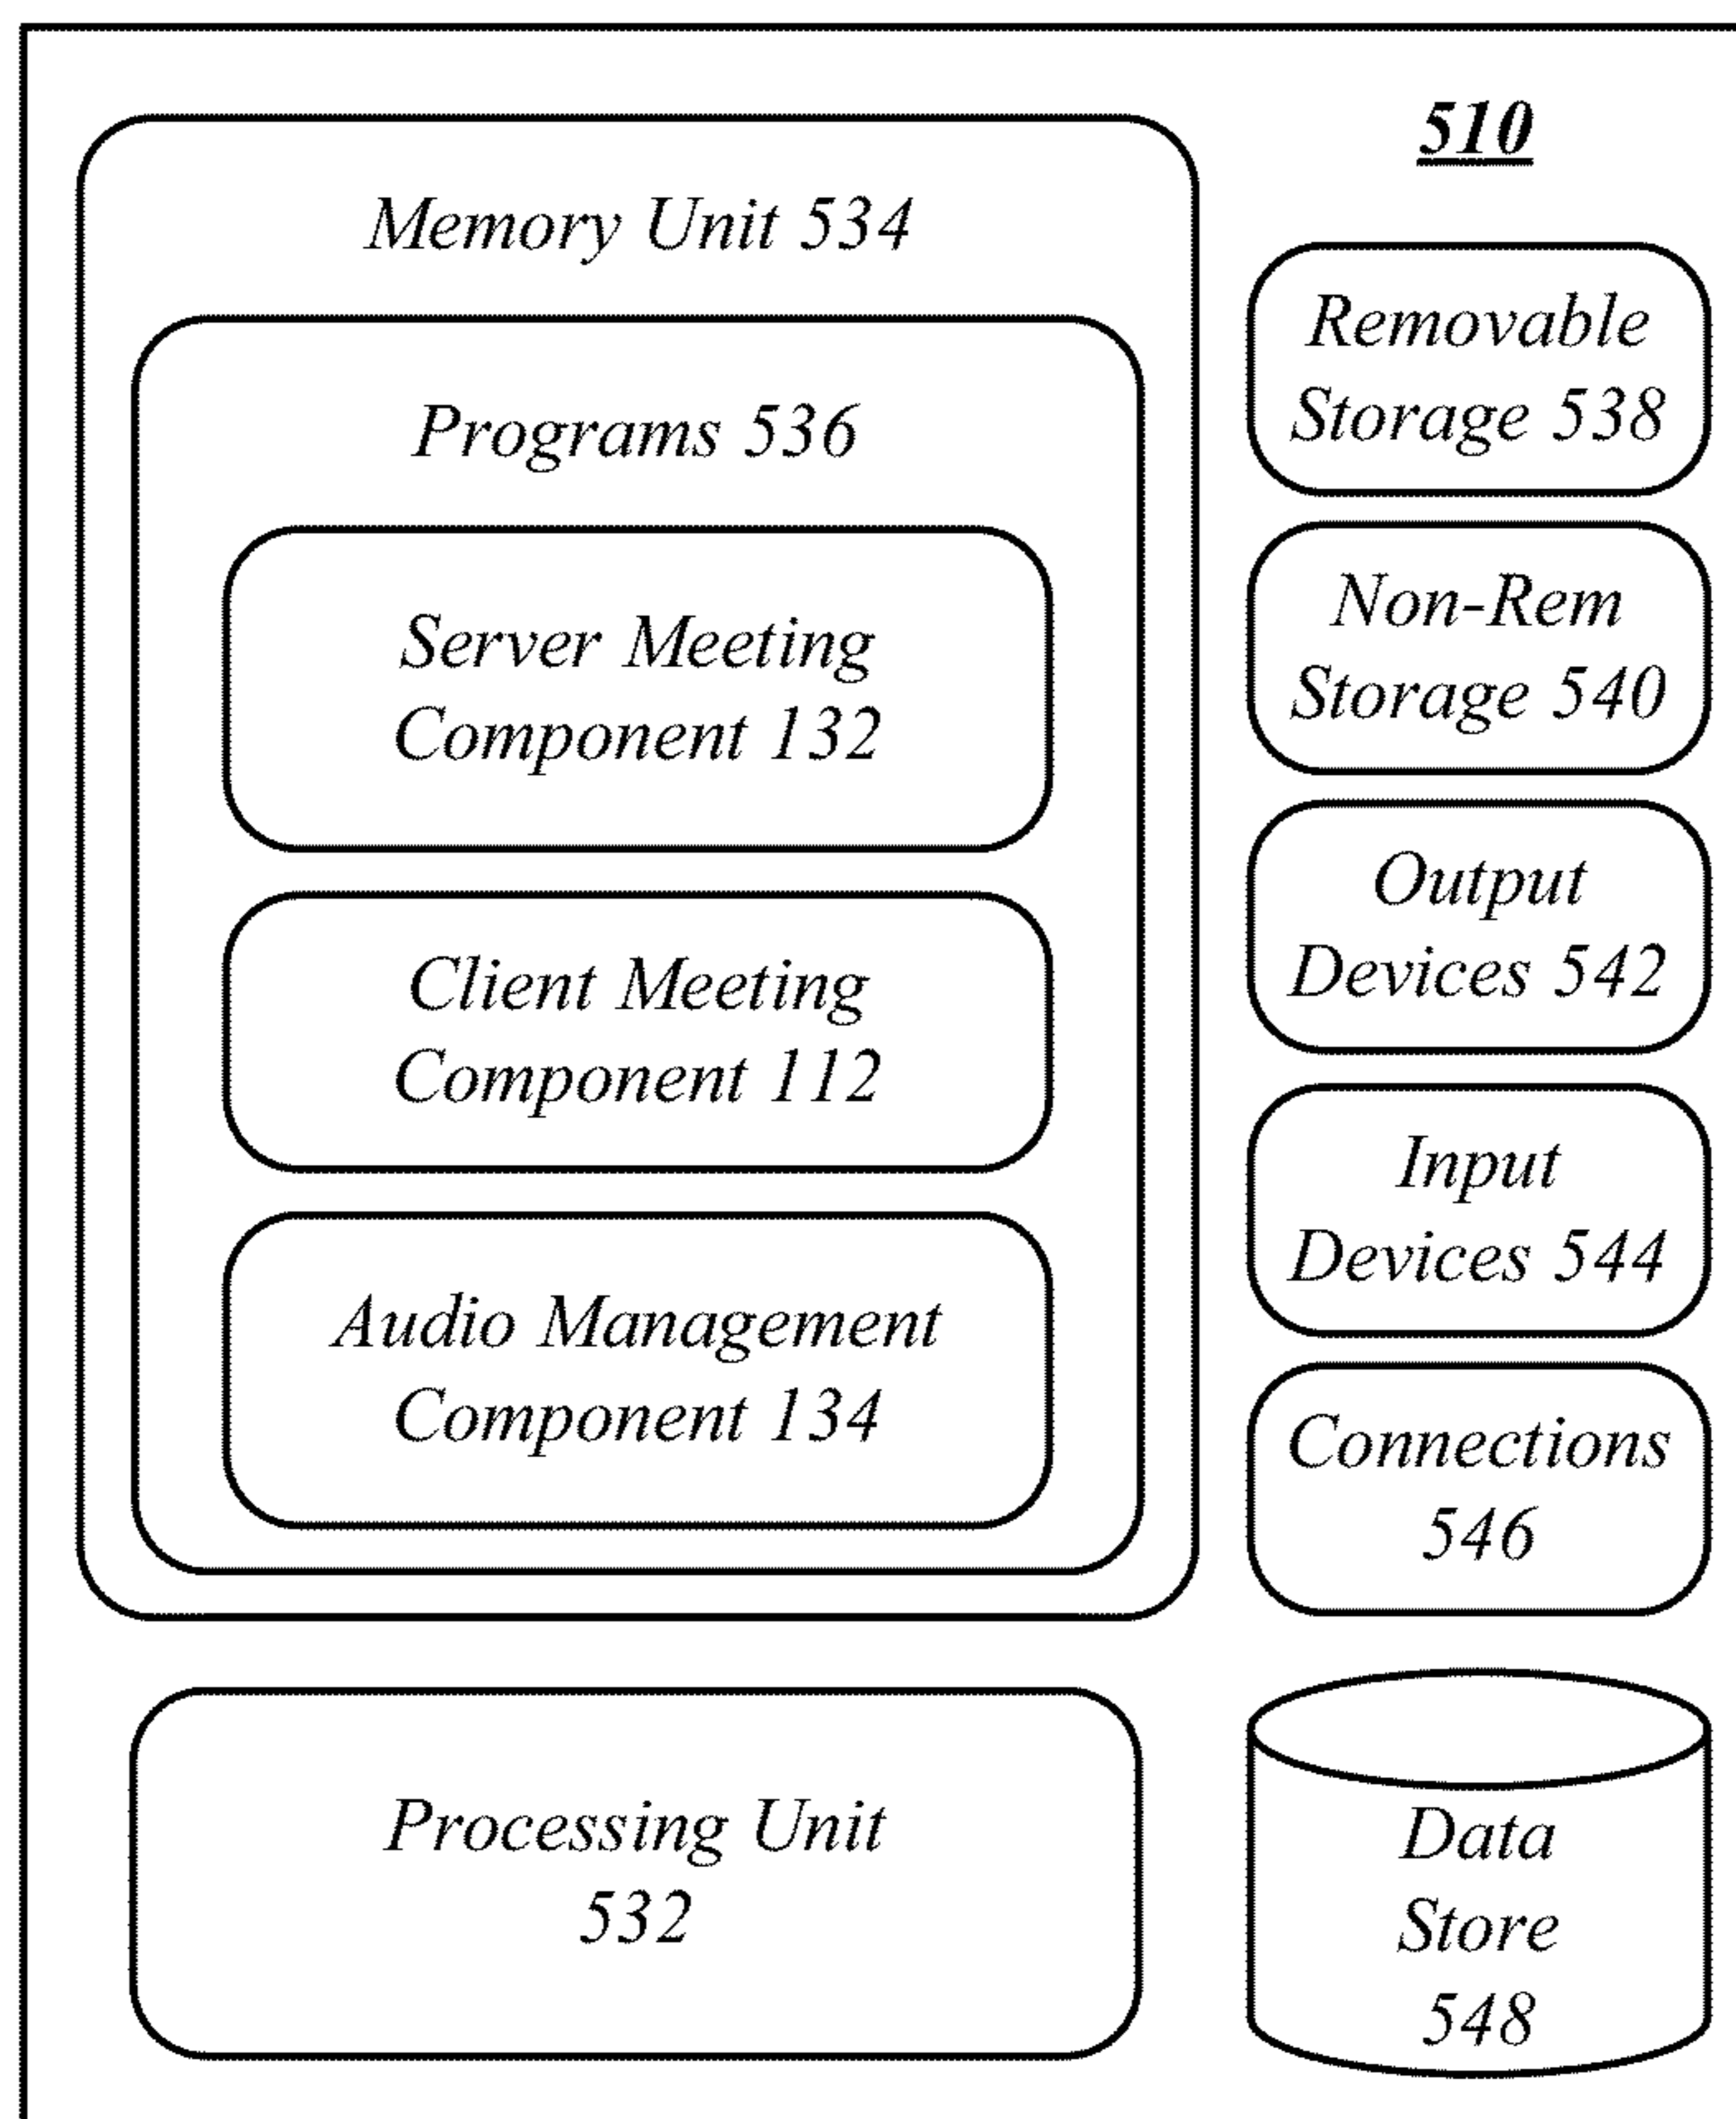 510
Memory Unit 534
Programs 536
Server Meeting
Component 132
Client Meeting
Component 112
Audio Management
Component 134
Processing Unit
532
Removable
Storage 538
Non-Rem
Storage 540
Output
Devices 542
Input
Devices 544
Connections
546
Data
Store
548